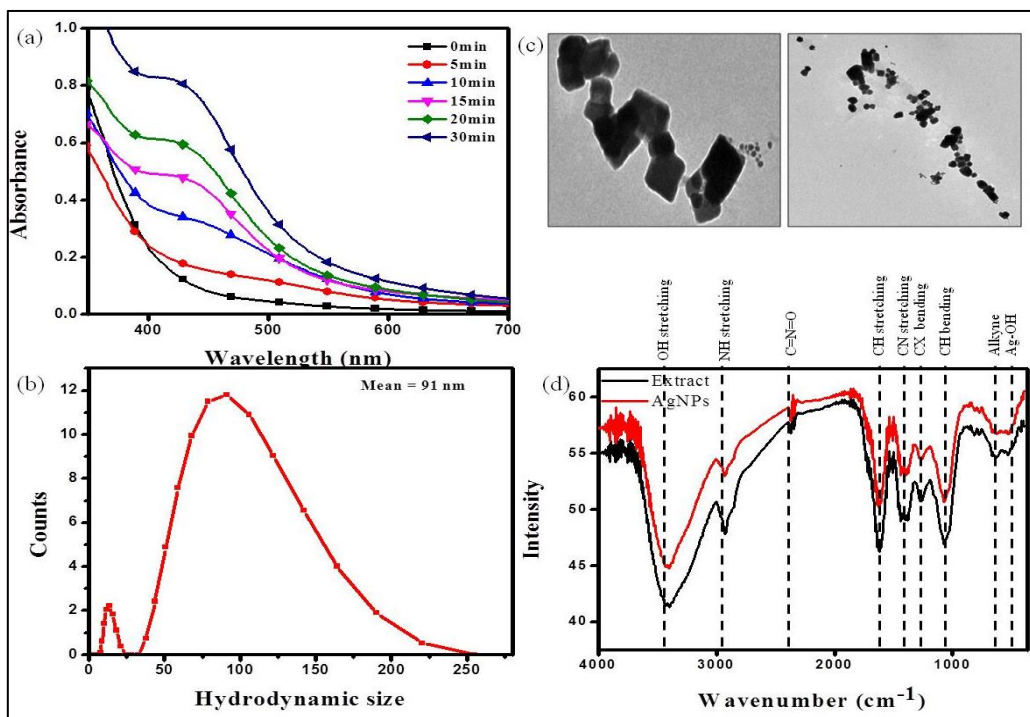 (a)
1.0
0.8
0.6
0.4
0.2
0.0
Absorbance
0min
5min
10min
15min
20min
30min
400
500
600
700
Wavelength (nm)
(c)
(b)
Mean = 91 nm
12
10
8
6
4
2
0
Counts
0
50
100
150
200
250
Hydrodynamic size
OH stretching
NH stretching
C=N=O
CH stretching
CN stretching
CX bending
CH bending
Alkyne
Ag-OH
(d)
Extract
AgNPs
60
55
50
45
40
Intensity
4000
3000
2000
1000
Wavenumber (cm-1)